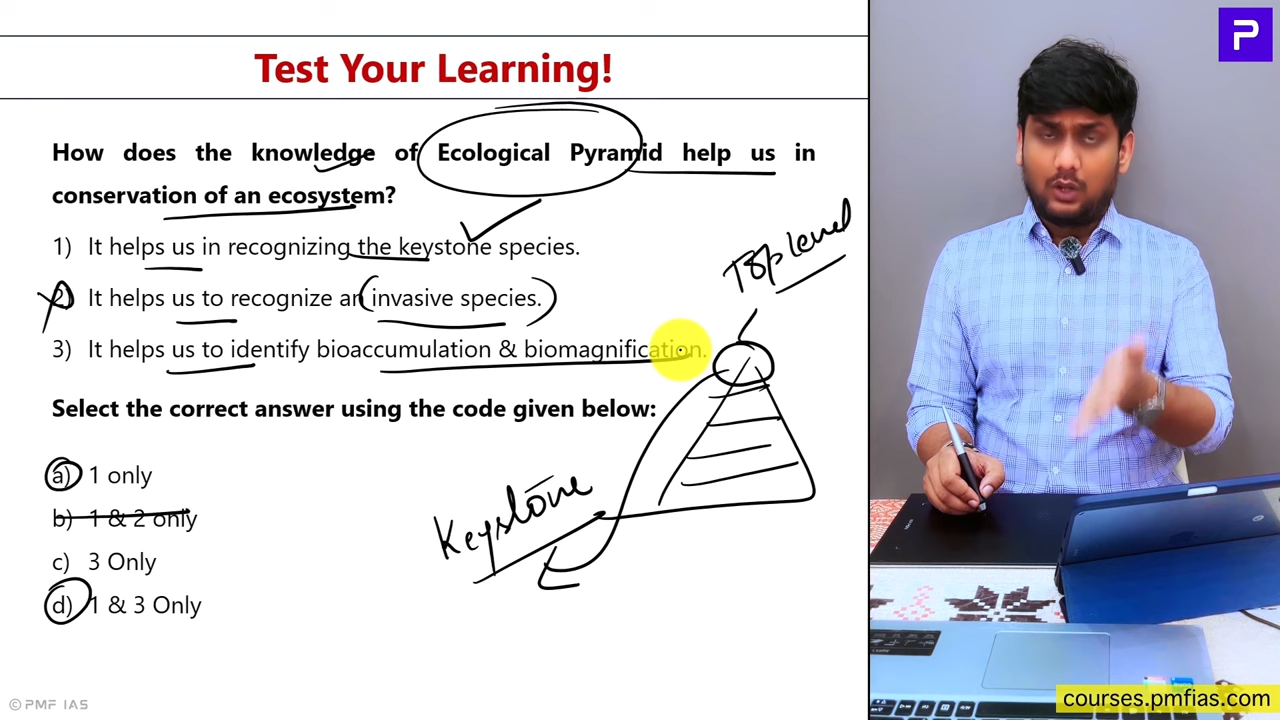 P
Test Your Learning!
How does the knowledge of Ecological Pyramid help us in
conservation of an ecosystem?
1) It helps us in recognizing the keystone species.
2) It helps us to recognize an invasive species.
3) It helps us to identify bioaccumulation & biomagnification.
Top level
Select the correct answer using the code given below:
a) 1 only
b) 1 & 2 only
c) 3 Only
d) 1 & 3 Only
Keystone
© PMF IAS
courses.pmfias.com